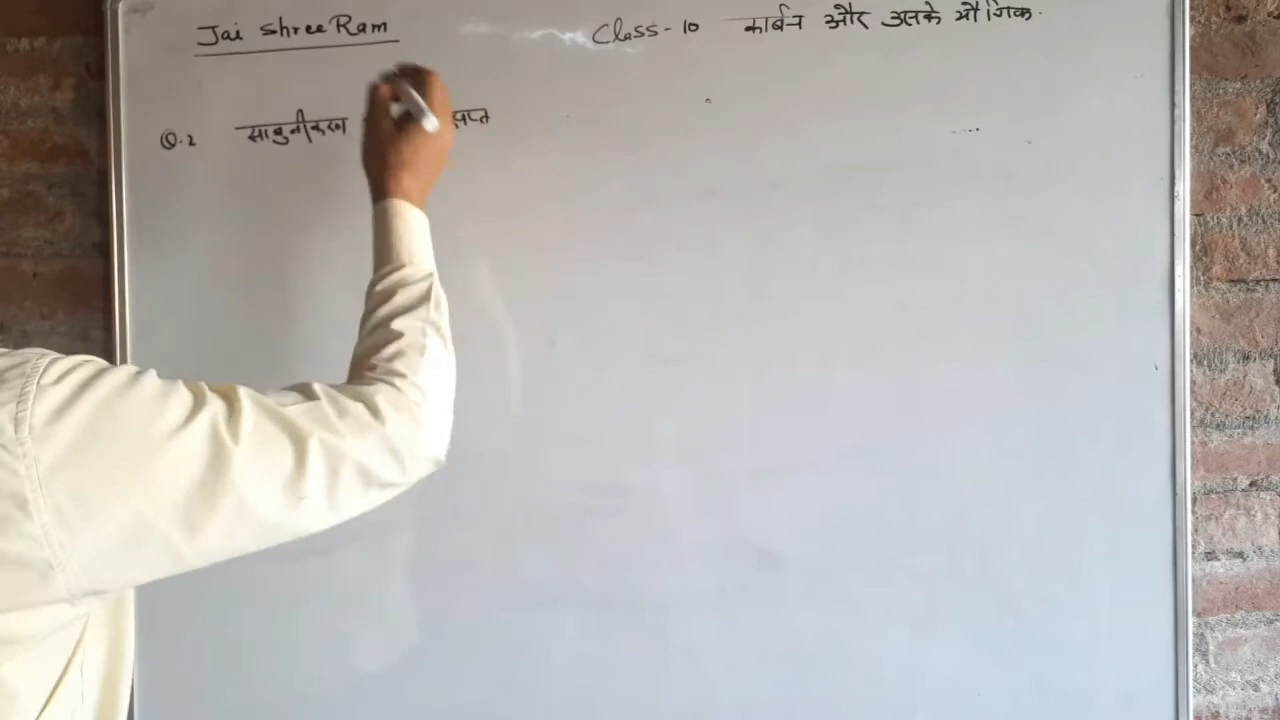 Jai Shree Ram
Class-10 कार्बन और उसके यौगिक.
Q.2 साबुनीकरण